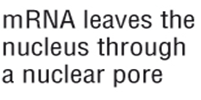 mRNA leaves the
nucleus through
a nuclear pore